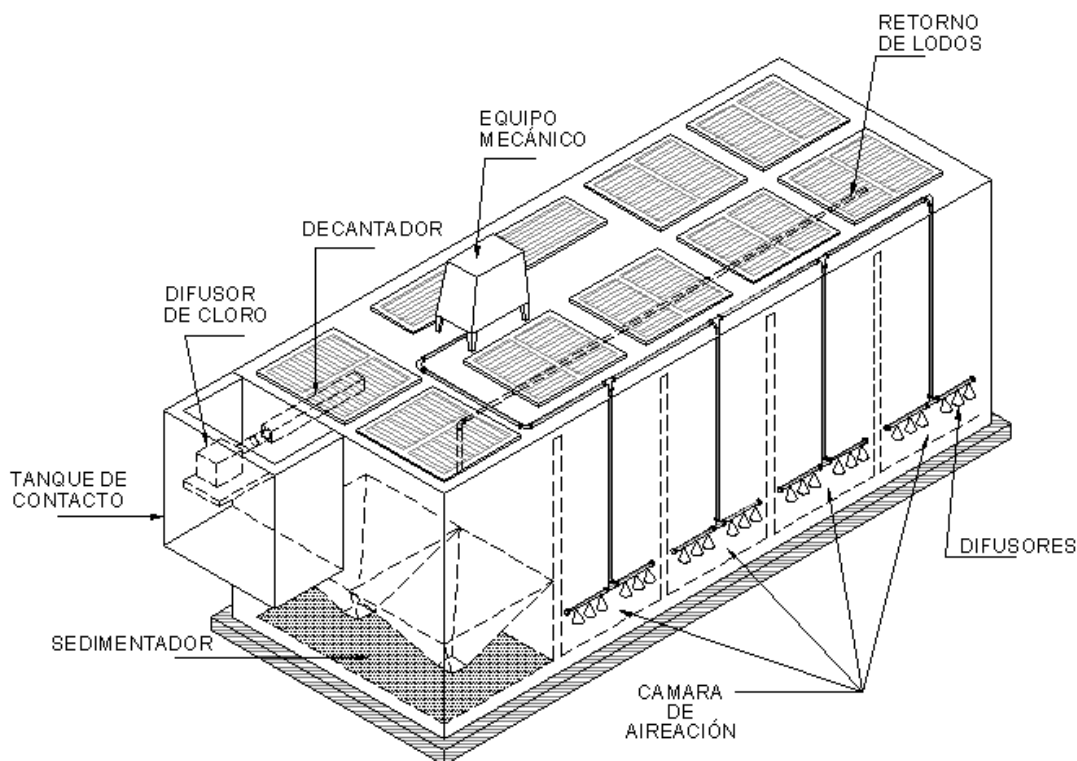 RETORNO
DE LODOS
EQUIPO
MECÁNICO
DECANTADOR
DIFUSOR
DE CLORO
TANQUE DE
CONTACTO
DIFUSORES
SEDIMENTADOR
CAMARA
DE
AIREACIÓN